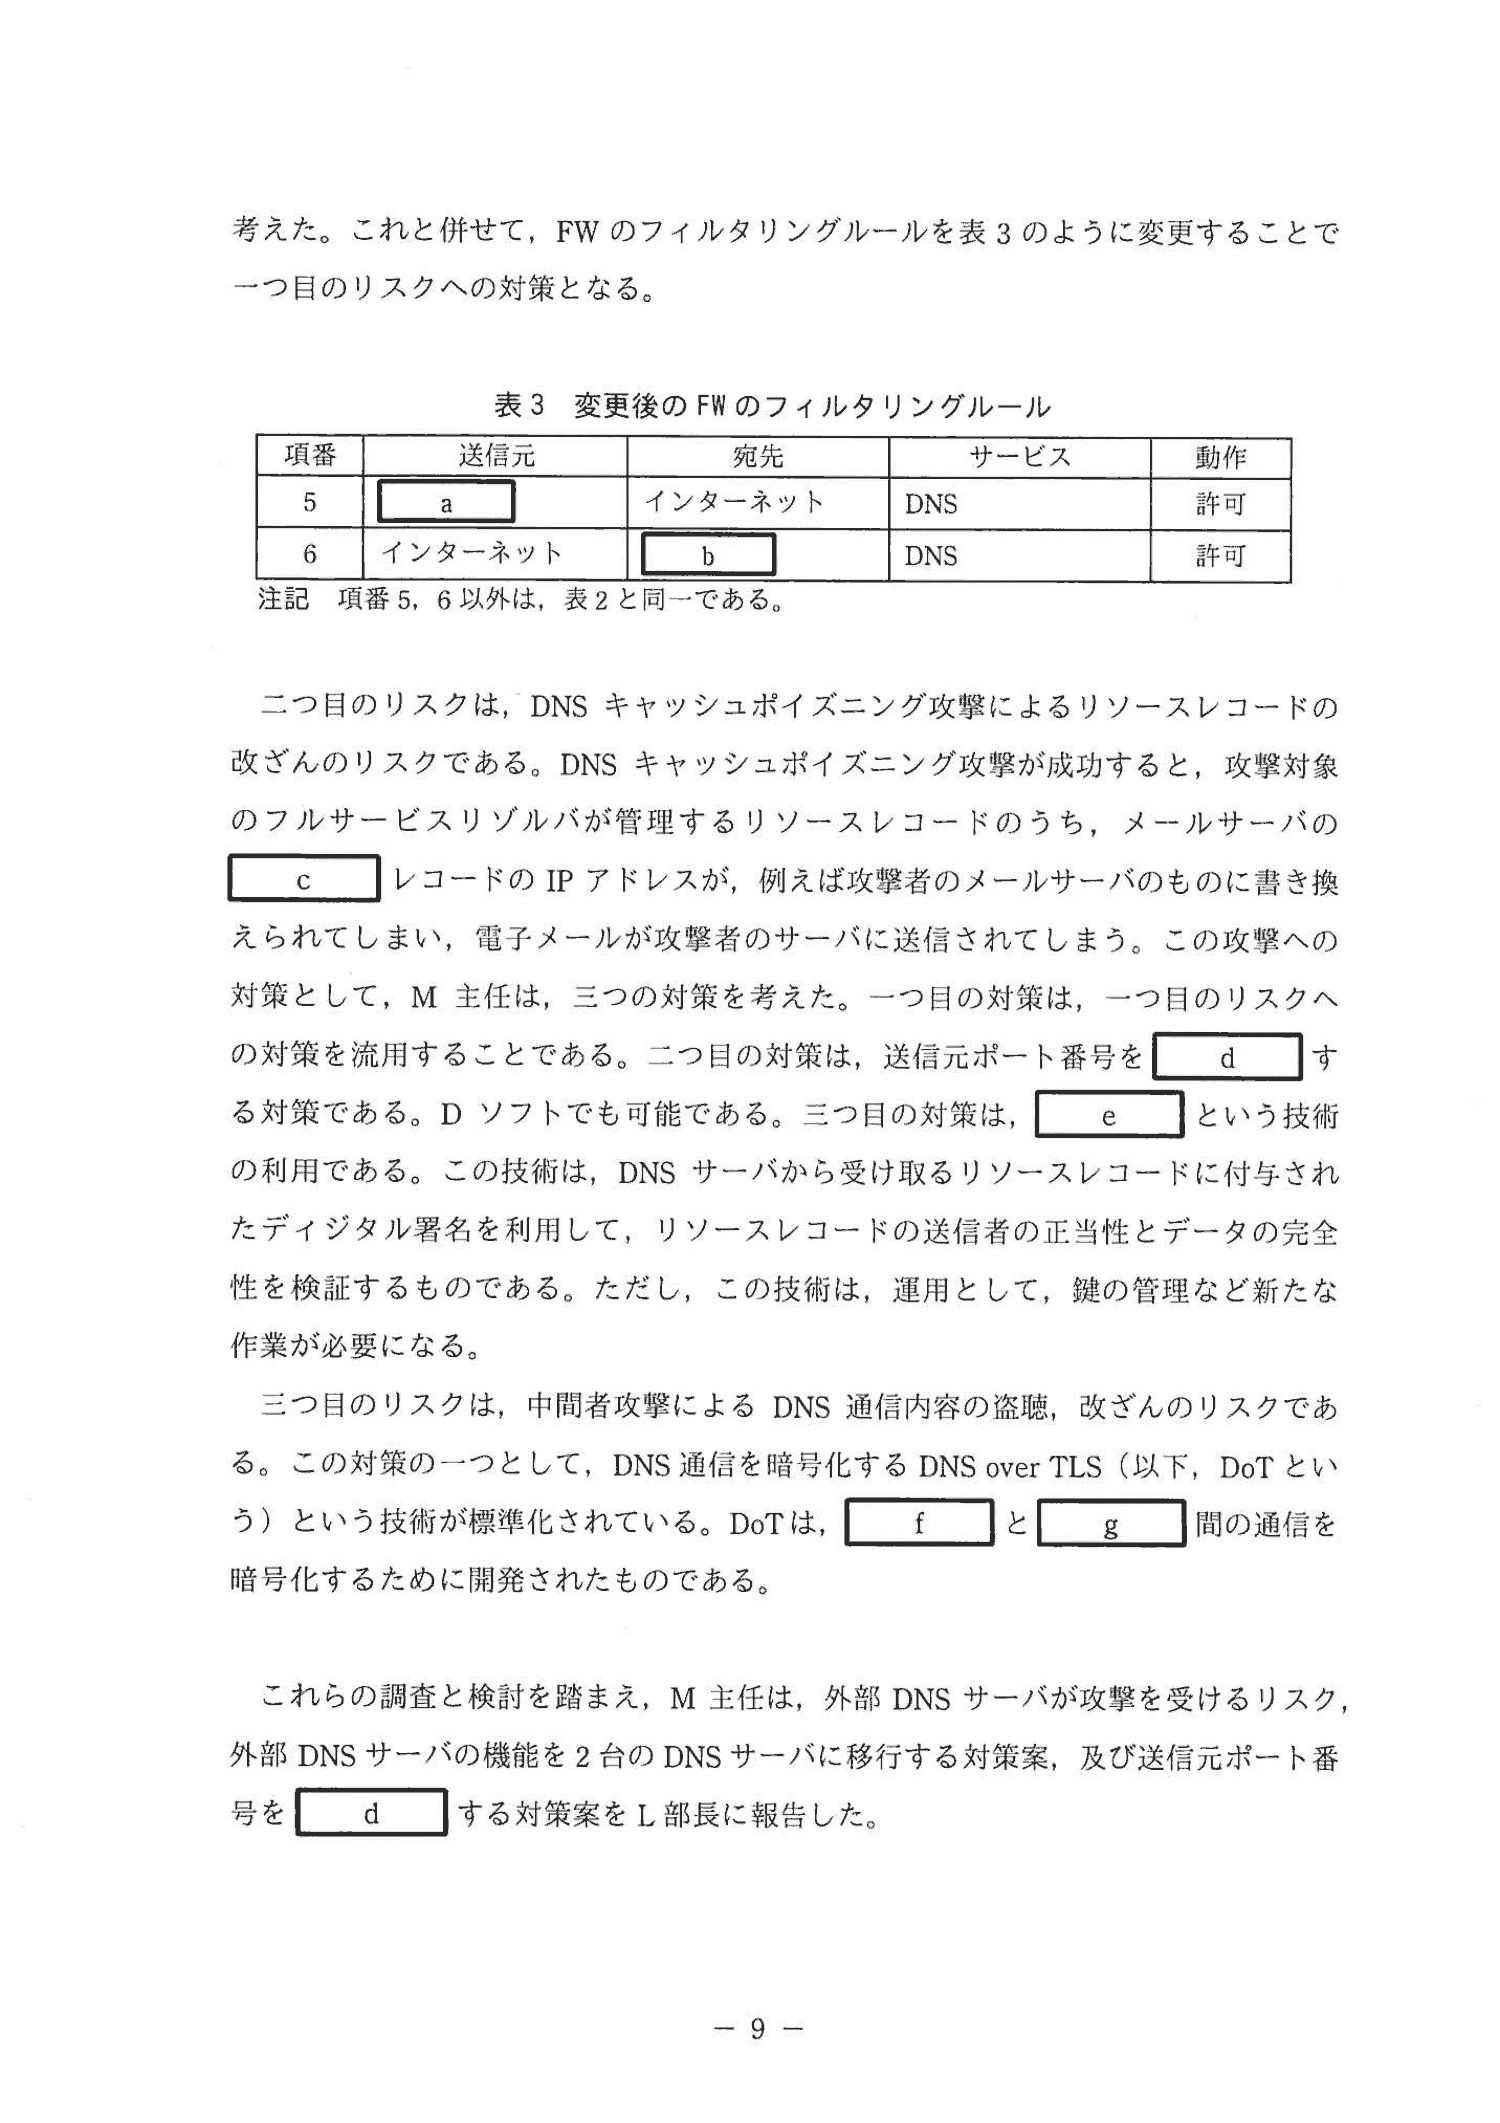 考えた。これと併せて，FW のフィルタリングルールを表 3 のように変更することで
一つ目のリスクへの対策となる。
表 3　変更後の FW のフィルタリングルール
項番 送信元 宛先 サービス 動作
5 a インターネット DNS 許可
6 インターネット b DNS 許可
注記　項番 5，6 以外は，表 2 と同一である。
二つ目のリスクは，DNS キャッシュポイズニング攻撃によるリソースレコードの
改ざんのリスクである。DNS キャッシュポイズニング攻撃が成功すると，攻撃対象
のフルサービスリゾルバが管理するリソースレコードのうち，メールサーバの
c レコードの IP アドレスが，例えば攻撃者のメールサーバのものに書き換
えられてしまい，電子メールが攻撃者のサーバに送信されてしまう。この攻撃への
対策として，M 主任は，三つの対策を考えた。一つ目の対策は，一つ目のリスクへ
の対策を流用することである。二つ目の対策は，送信元ポート番号を d す
る対策である。D ソフトでも可能である。三つ目の対策は， e という技術
の利用である。この技術は，DNS サーバから受け取るリソースレコードに付与され
たディジタル署名を利用して，リソースレコードの送信者の正当性とデータの完全
性を検証するものである。ただし，この技術は，運用として，鍵の管理など新たな
作業が必要になる。
三つ目のリスクは，中間者攻撃による DNS 通信内容の盗聴，改ざんのリスクであ
る。この対策の一つとして，DNS 通信を暗号化する DNS over TLS（以下，DoT とい
う）という技術が標準化されている。DoT は， f と g 間の通信を
暗号化するために開発されたものである。
これらの調査と検討を踏まえ，M 主任は，外部 DNS サーバが攻撃を受けるリスク，
外部 DNS サーバの機能を 2 台の DNS サーバに移行する対策案，及び送信元ポート番
号を d する対策案を L 部長に報告した。
－ 9 －